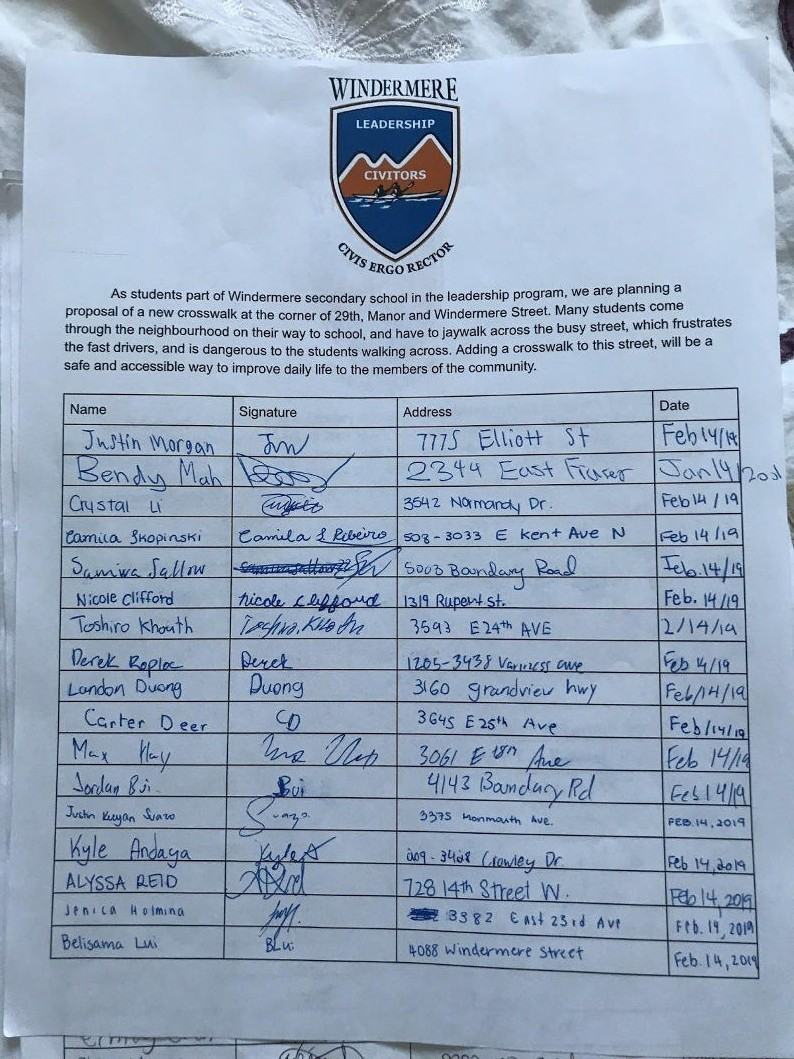 WINDERMERE
LEADERSHIP
CIVITORS
CIVIS ERGO RECTOR
As students part of Windermere secondary school in the leadership program, we are planning a
proposal of a new crosswalk at the corner of 29th, Manor and Windermere Street. Many students come
through the neighbourhood on their way to school, and have to jaywalk across the busy street, which frustrates
the fast drivers, and is dangerous to the students walking across. Adding a crosswalk to this street, will be a
safe and accessible way to improve daily life to the members of the community.
Name Signature Address Date
Justin Morgan 7775 Elliott St Feb 14/19
Bendy Mah 2344 East Fraser Jan 14/2019
Crystal Li 3542 Normandy Dr. Feb 14/19
Camila Skopinski Camila S Ribeiro 508-3033 E Kent Ave N Feb 14/19
Samiwa Sallow 5003 Boundary Road Feb.14/19
Nicole Clifford Nicole Clifford 1319 Rupert st. Feb. 14/19
Toshiro Khouth 3593 E24th AVE 2/14/19
Derek Derek 1205-3438 Vanness ave Feb 14/19
Landon Duong Duong 3160 grandview hwy Feb/14/19
Carter Deer CD 3645 E25th Ave Feb/14/19
Max Hay 3061 E 18th Ave Feb 14/19
Jordan Bui Bui 4143 Boundary Rd Feb 14/19
Justin Suazo Suazo 3375 Monmouth Ave. FEB.14,2019
Kyle Andaya Kyle A 209-3428 Crowley Dr. Feb 14,2019
ALYSSA REID 728 14th Street W. Feb 14, 2019
Jenica Holmina 3382 East 23rd Ave Feb. 14, 2019
Belisama Lui BLui 4088 Windermere Street Feb. 14, 2019